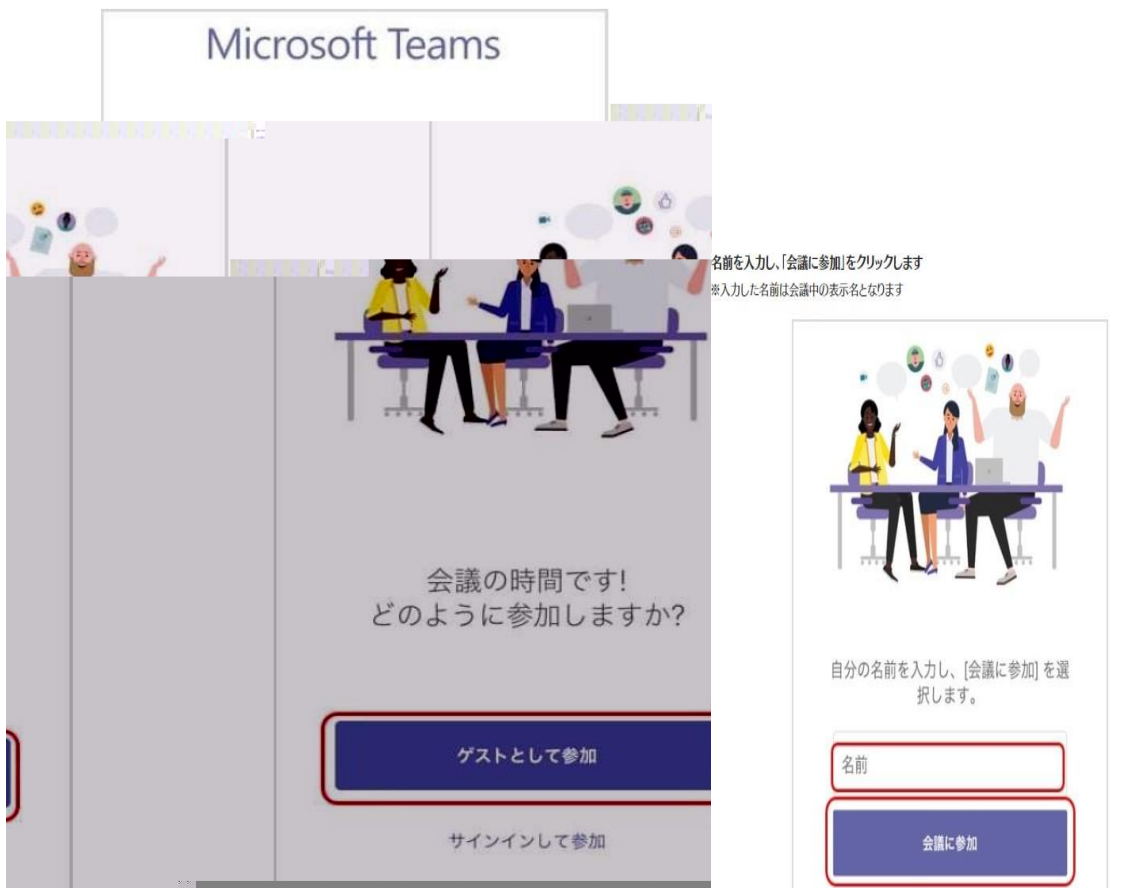 Microsoft Teams
会議の時間です!
どのように参加しますか?
ゲストとして参加
サインインして参加
名前を入力し、「会議に参加」をクリックします
※入力した名前は会議中の表示名となります
自分の名前を入力し、[会議に参加] を選
択します。
名前
会議に参加